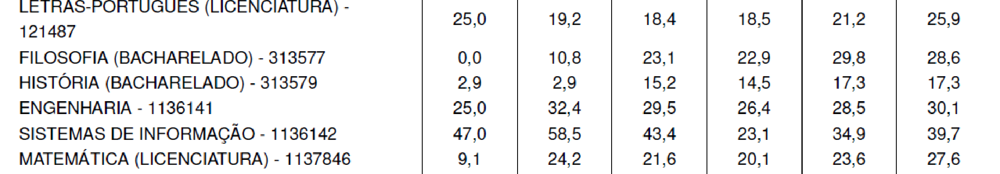 LETRAS-PORTUGUÊS (LICENCIATURA) -
121487 25,0 19,2 18,4 18,5 21,2 25,9
FILOSOFIA (BACHARELADO) - 313577 0,0 10,8 23,1 22,9 29,8 28,6
HISTÓRIA (BACHARELADO) - 313579 2,9 2,9 15,2 14,5 17,3 17,3
ENGENHARIA - 1136141 25,0 32,4 29,5 26,4 28,5 30,1
SISTEMAS DE INFORMAÇÃO - 1136142 47,0 58,5 43,4 23,1 34,9 39,7
MATEMÁTICA (LICENCIATURA) - 1137846 9,1 24,2 21,6 20,1 23,6 27,6